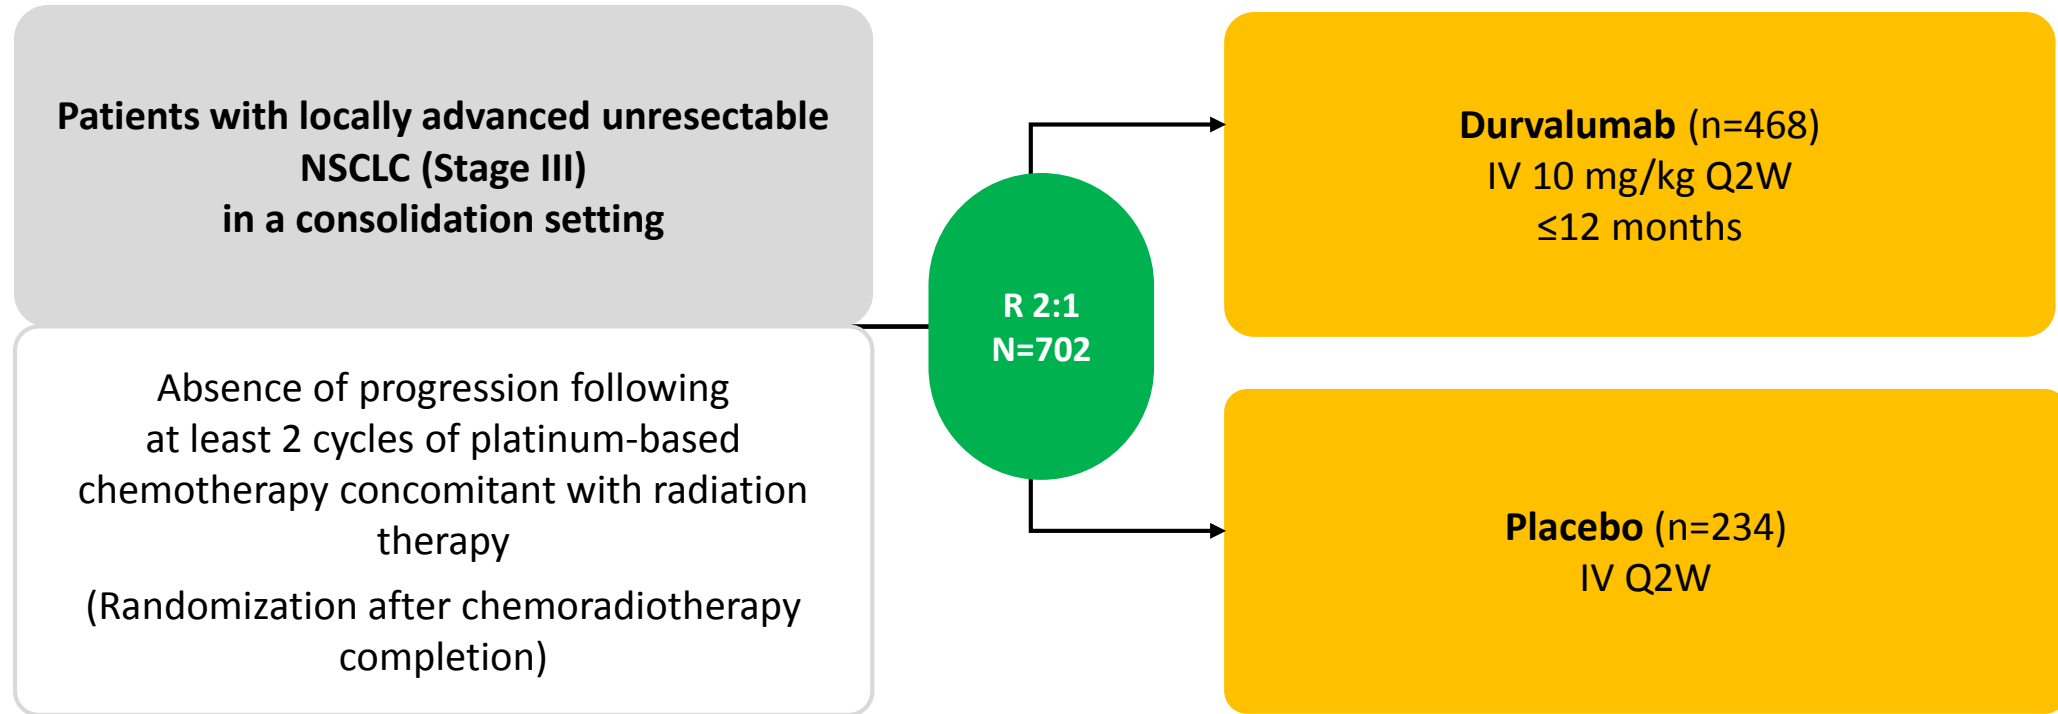 Patients with locally advanced unresectable
NSCLC (Stage III)
in a consolidation setting
Absence of progression following
at least 2 cycles of platinum-based
chemotherapy concomitant with radiation
therapy
(Randomization after chemoradiotherapy
completion)
R 2:1
N=702
Durvalumab (n=468)
IV 10 mg/kg Q2W
≤12 months
Placebo (n=234)
IV Q2W